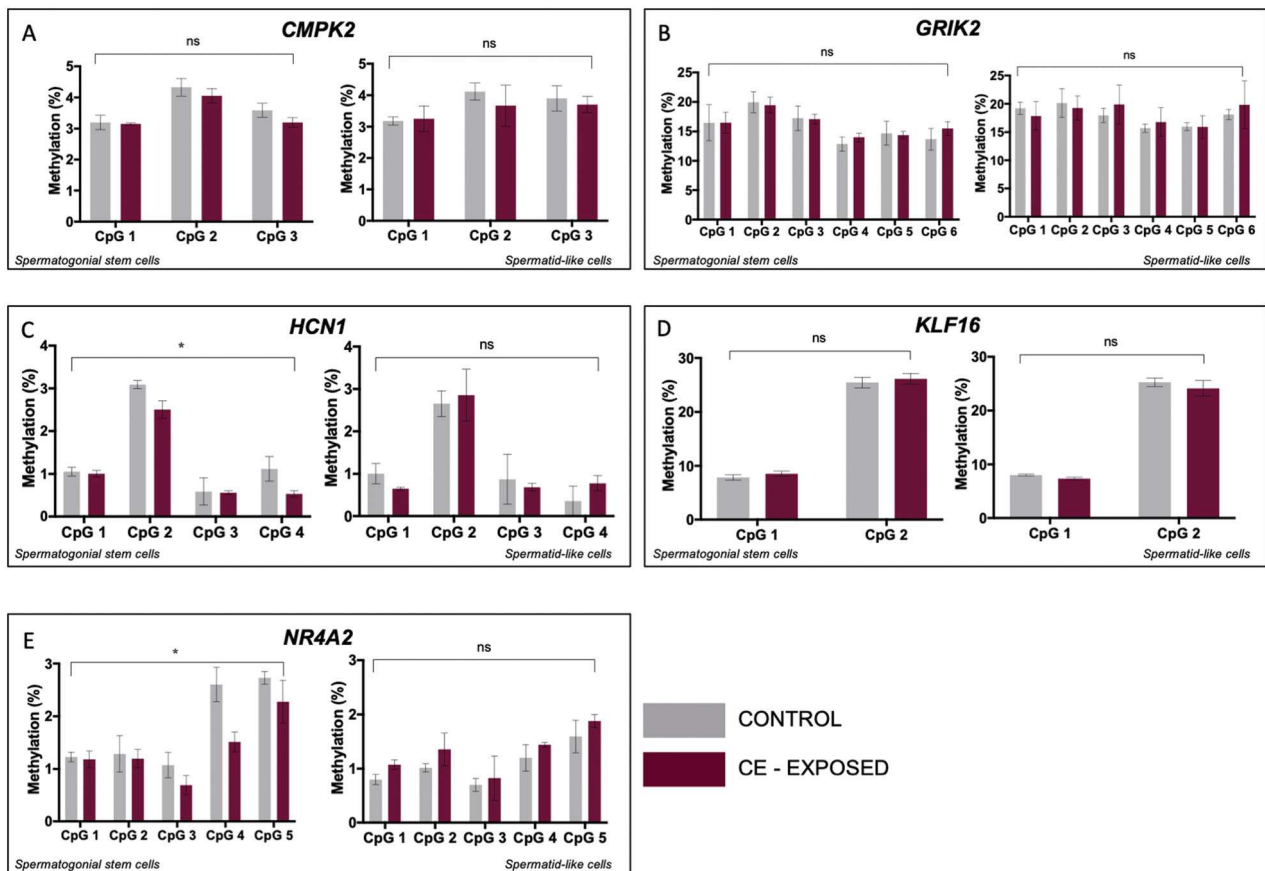 A
CMPK2
ns
ns
Methylation (%)
5
4
3
2
1
0
CpG 1 CpG 2 CpG 3
Methylation (%)
5
4
3
2
1
0
CpG 1 CpG 2 CpG 3
Spermatogonial stem cells
Spermatid-like cells
B
GRIK2
ns
ns
Methylation (%)
25
20
15
10
5
0
CpG 1 CpG 2 CpG 3 CpG 4 CpG 5 CpG 6
Methylation (%)
25
20
15
10
5
0
CpG 1 CpG 2 CpG 3 CpG 4 CpG 5 CpG 6
Spermatogonial stem cells
Spermatid-like cells
C
HCN1
*
ns
Methylation (%)
4
3
2
1
0
CpG 1 CpG 2 CpG 3 CpG 4
Methylation (%)
4
3
2
1
0
CpG 1 CpG 2 CpG 3 CpG 4
Spermatogonial stem cells
Spermatid-like cells
D
KLF16
ns
ns
Methylation (%)
30
20
10
0
CpG 1 CpG 2
Methylation (%)
30
20
10
0
CpG 1 CpG 2
Spermatogonial stem cells
Spermatid-like cells
E
NR4A2
*
ns
Methylation (%)
3
2
1
0
CpG 1 CpG 2 CpG 3 CpG 4 CpG 5
Methylation (%)
3
2
1
0
CpG 1 CpG 2 CpG 3 CpG 4 CpG 5
Spermatogonial stem cells
Spermatid-like cells
CONTROL
CE - EXPOSED